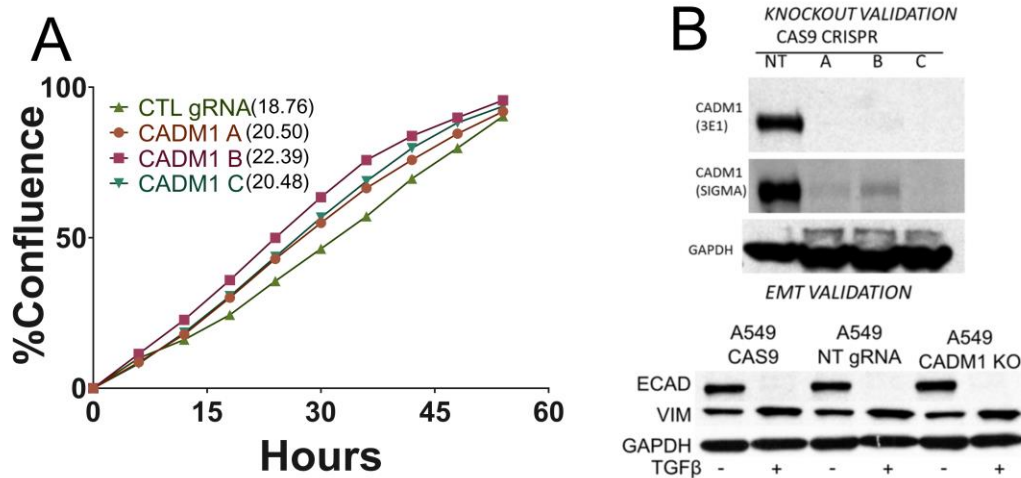 A
100
50
0
%Confluence
CTL gRNA(18.76)
CADM1 A(20.50)
CADM1 B(22.39)
CADM1 C(20.48)
0 15 30 45 60
Hours
B
KNOCKOUT VALIDATION
CAS9 CRISPR
NT A B C
CADM1
(3E1)
CADM1
(SIGMA)
GAPDH
EMT VALIDATION
A549 A549 A549
CAS9 NT gRNA CADM1 KO
ECAD
VIM
GAPDH
TGFβ - + - + - +